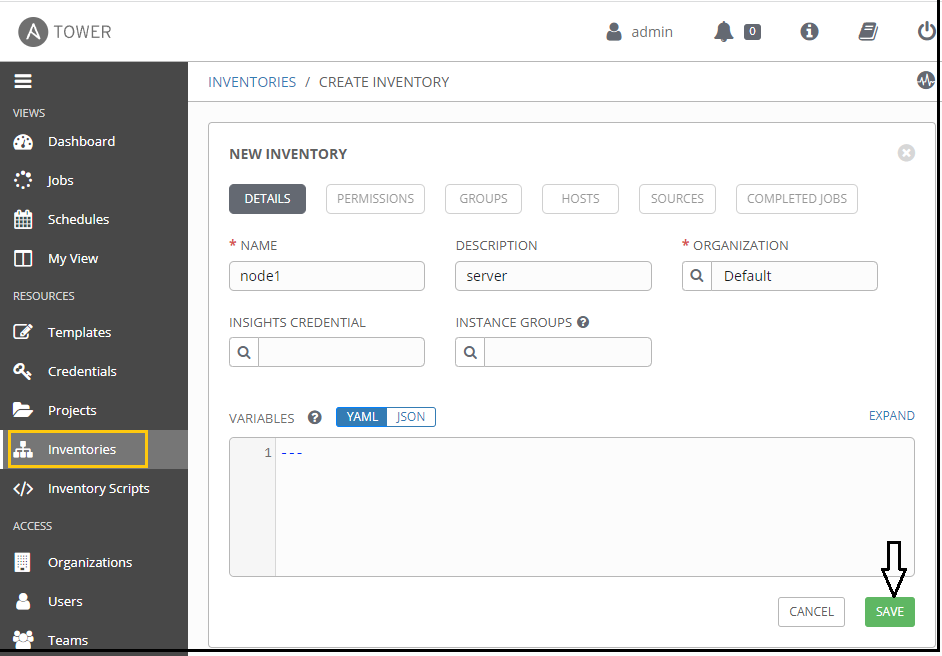 A TOWER
admin 0
INVENTORIES / CREATE INVENTORY
VIEWS
Dashboard
Jobs
Schedules
My View
RESOURCES
Templates
Credentials
Projects
Inventories
Inventory Scripts
ACCESS
Organizations
Users
Teams
NEW INVENTORY
DETAILS PERMISSIONS GROUPS HOSTS SOURCES COMPLETED JOBS
* NAME DESCRIPTION * ORGANIZATION
node1 server Default
INSIGHTS CREDENTIAL INSTANCE GROUPS ?
VARIABLES ? YAML JSON EXPAND
1 ---
CANCEL SAVE